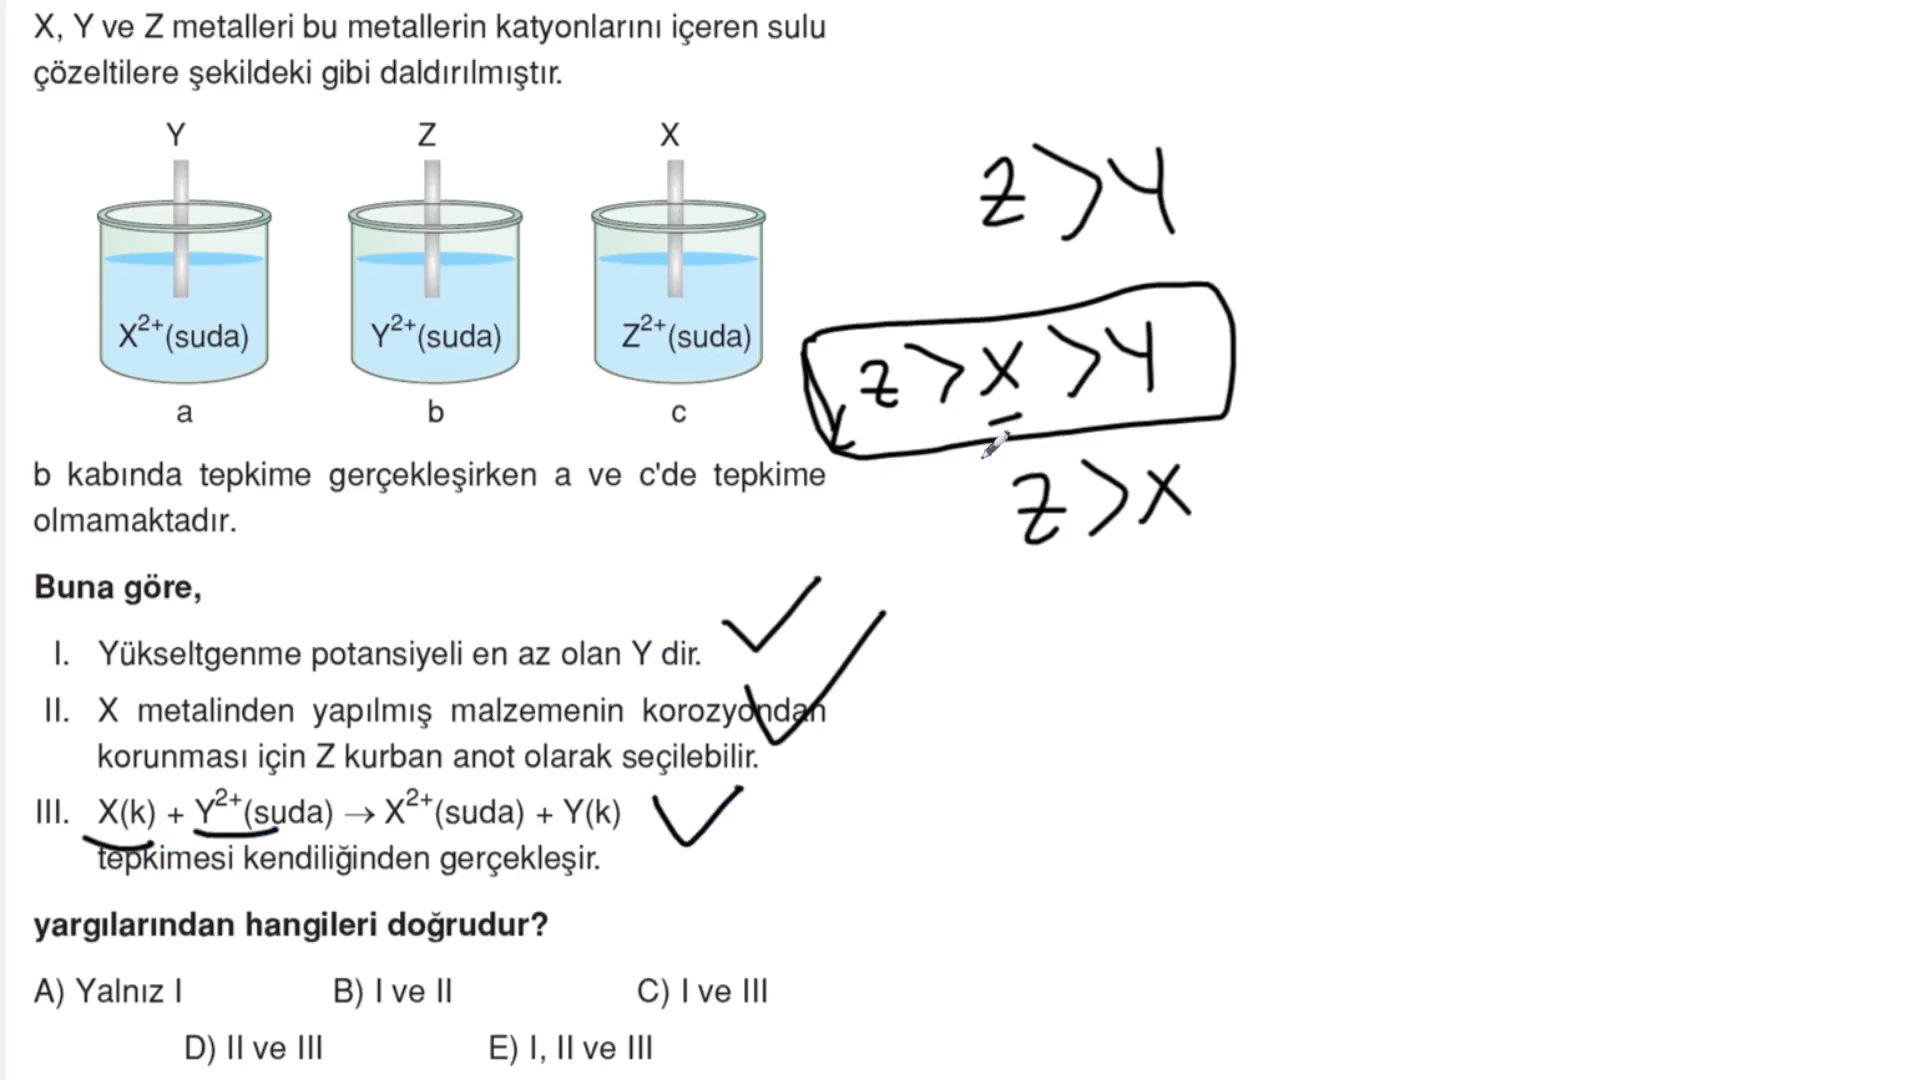 X, Y ve Z metalleri bu metallerin katyonlarını içeren sulu
çözeltilere şekildeki gibi daldırılmıştır.
Y Z X
X²⁺(suda) Y²⁺(suda) Z²⁺(suda)
a b c
Z > Y
Z > X > Y
Z > X
b kabında tepkime gerçekleşirken a ve c'de tepkime
olmamaktadır.
Buna göre,
I. Yükseltgenme potansiyeli en az olan Y dir.
II. X metalinden yapılmış malzemenin korozyondan
korunması için Z kurban anot olarak seçilebilir.
III. X(k) + Y²⁺(suda) → X²⁺(suda) + Y(k)
tepkimesi kendiliğinden gerçekleşir.
yargılarından hangileri doğrudur?
A) Yalnız I B) I ve II C) I ve III
D) II ve III E) I, II ve III